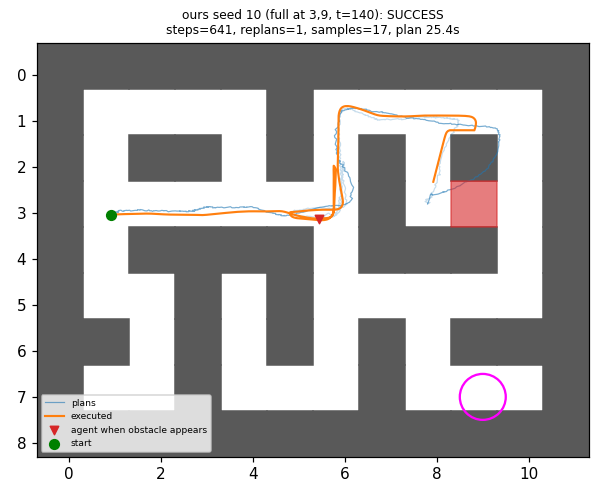 ours seed 10 (full at 3,9, t=140): SUCCESS
steps=641, replans=1, samples=17, plan 25.4s
0
1
2
3
4
5
6
7
8
plans
executed
agent when obstacle appears
start
0 2 4 6 8 10